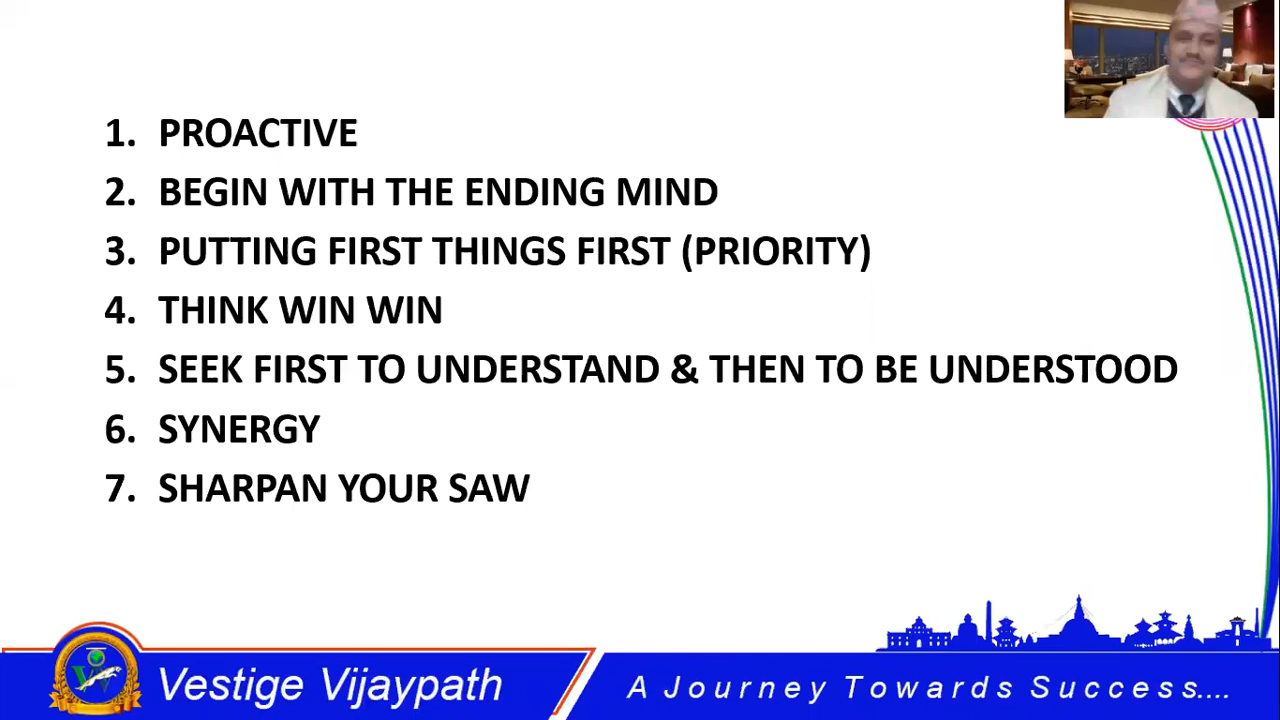 1. PROACTIVE
2. BEGIN WITH THE ENDING MIND
3. PUTTING FIRST THINGS FIRST (PRIORITY)
4. THINK WIN WIN
5. SEEK FIRST TO UNDERSTAND & THEN TO BE UNDERSTOOD
6. SYNERGY
7. SHARPAN YOUR SAW
Vestige Vijaypath
A Journey Towards Success....